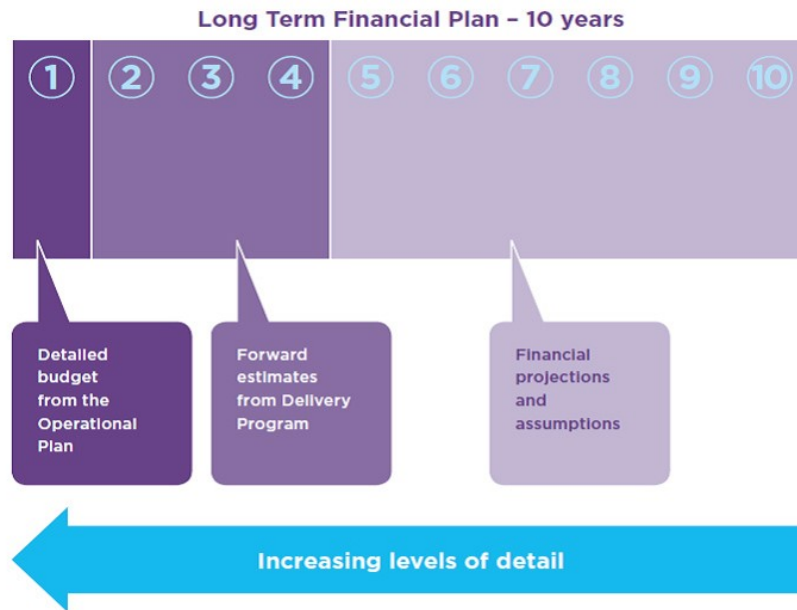 Long Term Financial Plan – 10 years
1 2 3 4 5 6 7 8 9 10
Detailed
budget
from the
Operational
Plan
Forward
estimates
from Delivery
Program
Financial
projections
and
assumptions
Increasing levels of detail